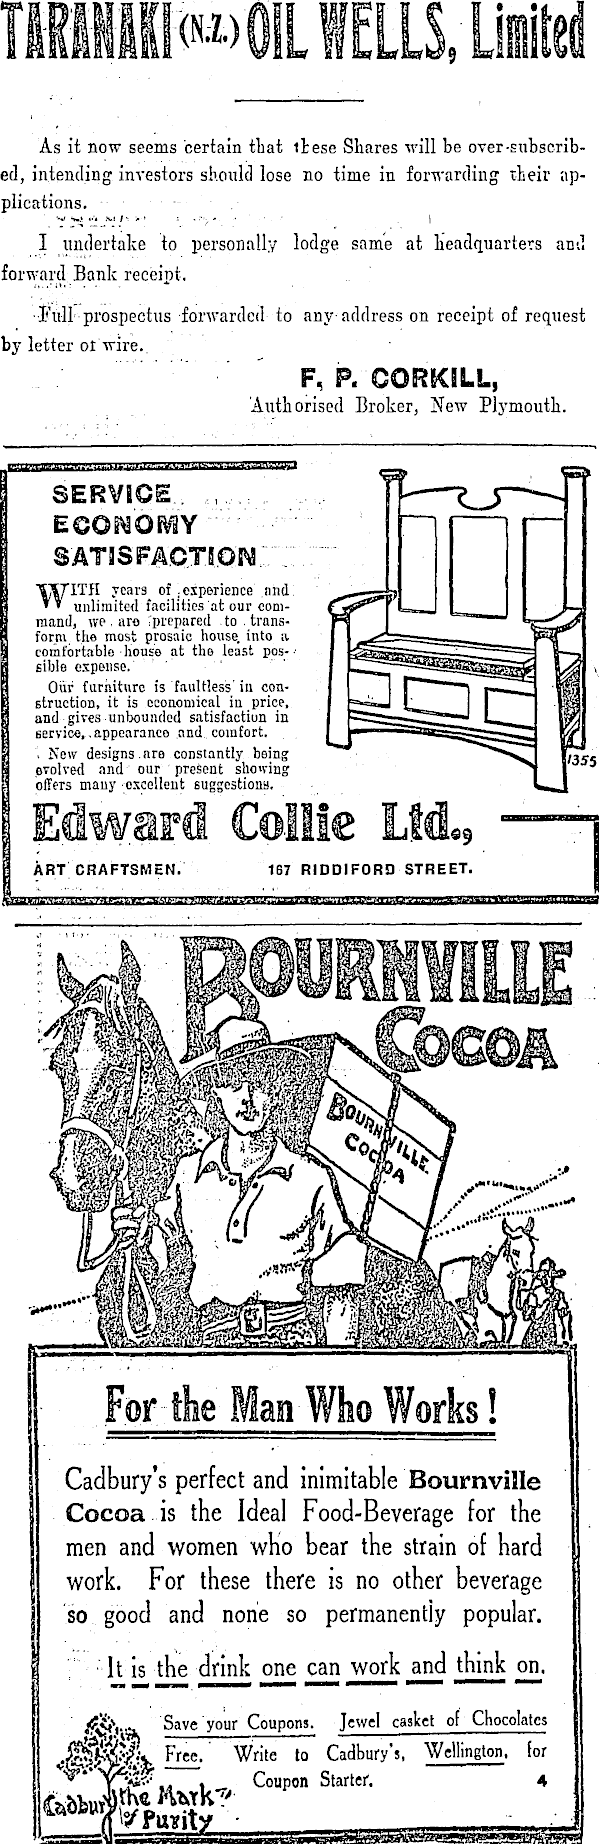 TARANAKI (N.Z.) OIL WELLS, Limited
As it now seems certain that these Shares will be over-subscrib-
ed, intending investors should lose no time in forwarding their ap-
plications.
I undertake to personally lodge same at headquarters and
forward Bank receipt.
Full prospectus forwarded to any address on receipt of request
by letter or wire.
F. P. CORKILL,
Authorised Broker, New Plymouth.
SERVICE
ECONOMY
SATISFACTION
WITH years of experience and
unlimited facilities at our com-
mand, we are prepared to trans-
form the most prosaic house into a
comfortable house at the least pos-
sible expense.
Our furniture is faultless in con-
struction, it is economical in price,
and gives unbounded satisfaction in
service, appearance and comfort.
New designs are constantly being
evolved and our present showing
offers many excellent suggestions.
1355
Edward Collie Ltd.,
ART CRAFTSMEN. 167 RIDDIFORD STREET.
BOURNVILLE
COCOA
BOURNVILLE
COCOA
For the Man Who Works!
Cadbury's perfect and inimitable Bournville
Cocoa is the Ideal Food-Beverage for the
men and women who bear the strain of hard
work. For these there is no other beverage
so good and none so permanently popular.
It is the drink one can work and think on.
Save your Coupons. Jewel casket of Chocolates
Free. Write to Cadbury's, Wellington, for
Coupon Starter. 4
Cadbury the Mark
of Purity